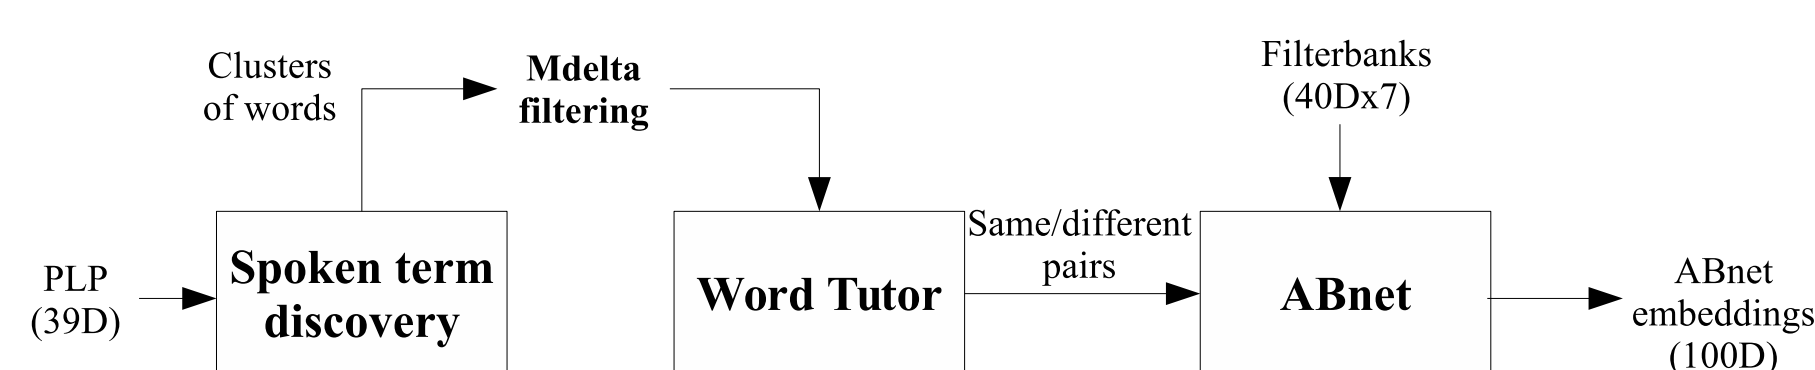 Clusters
of words
Mdelta
filtering
Filterbanks
(40Dx7)
PLP
(39D)
Spoken term
discovery
Word Tutor
Same/different
pairs
ABnet
ABnet
embeddings
(100D)